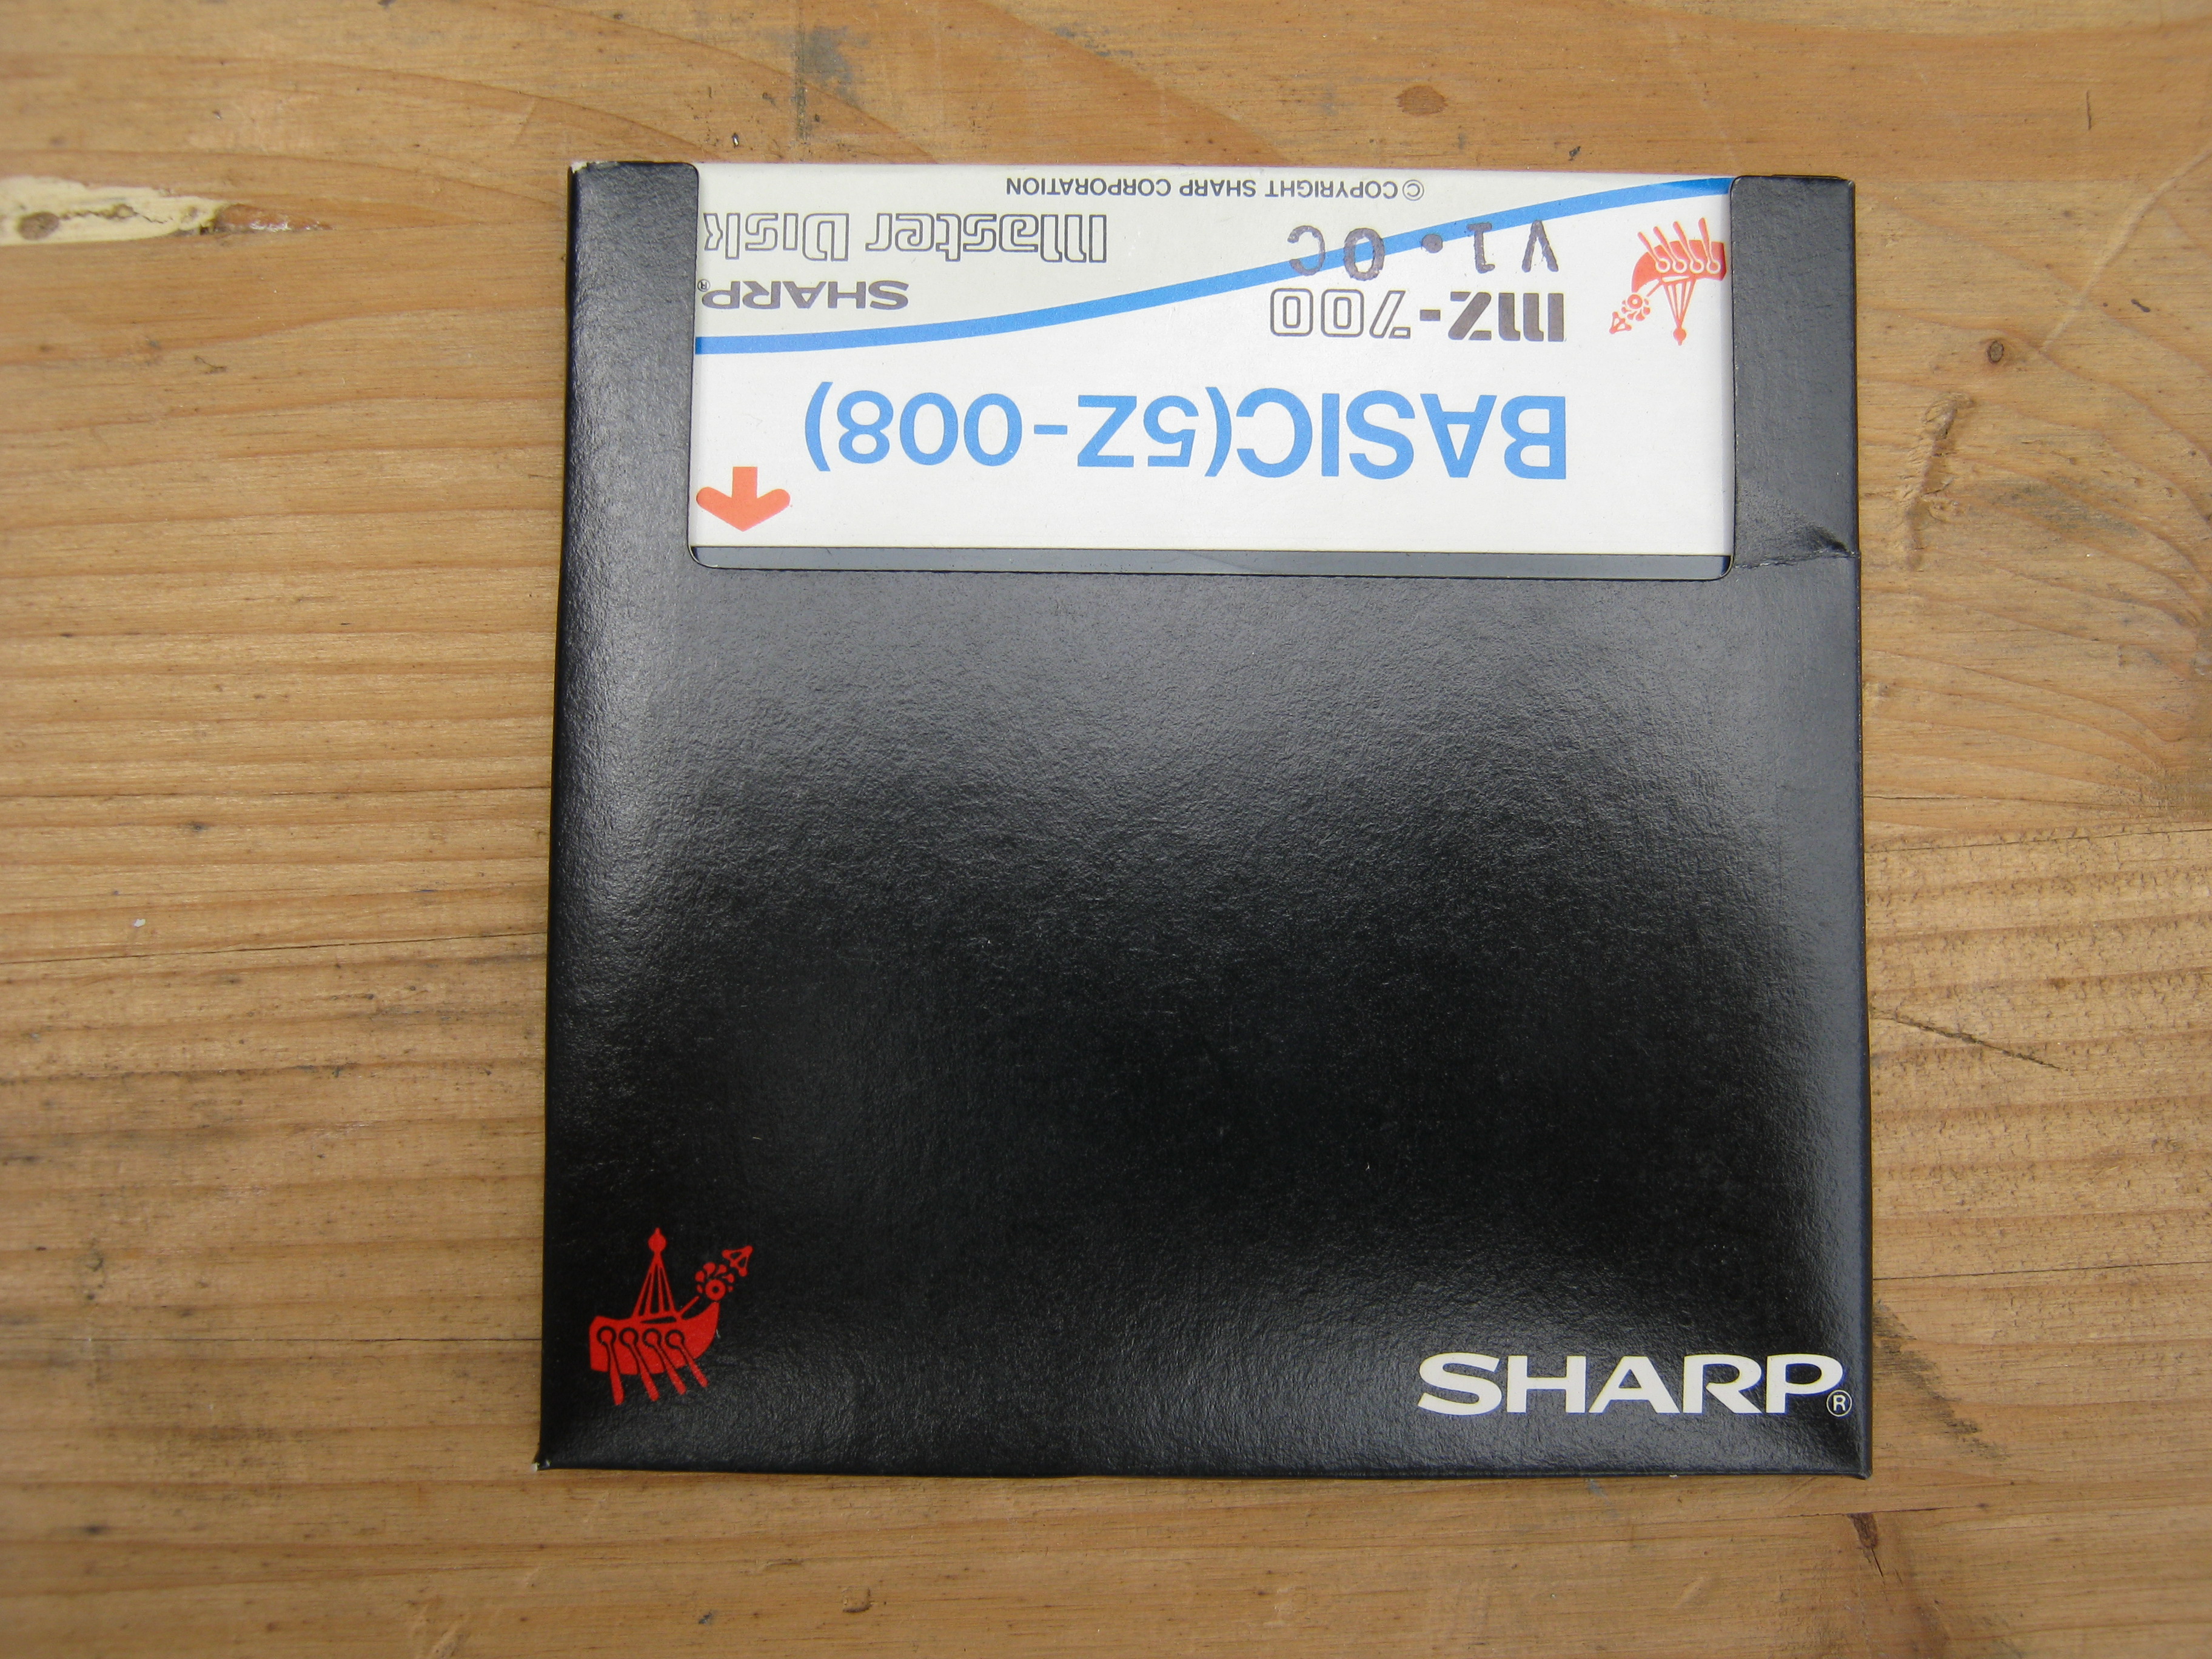 BASIC(5Z-008)
MZ-700
SHARP®
V1.0C
Master Disk
©COPYRIGHT SHARP CORPORATION
SHARP®